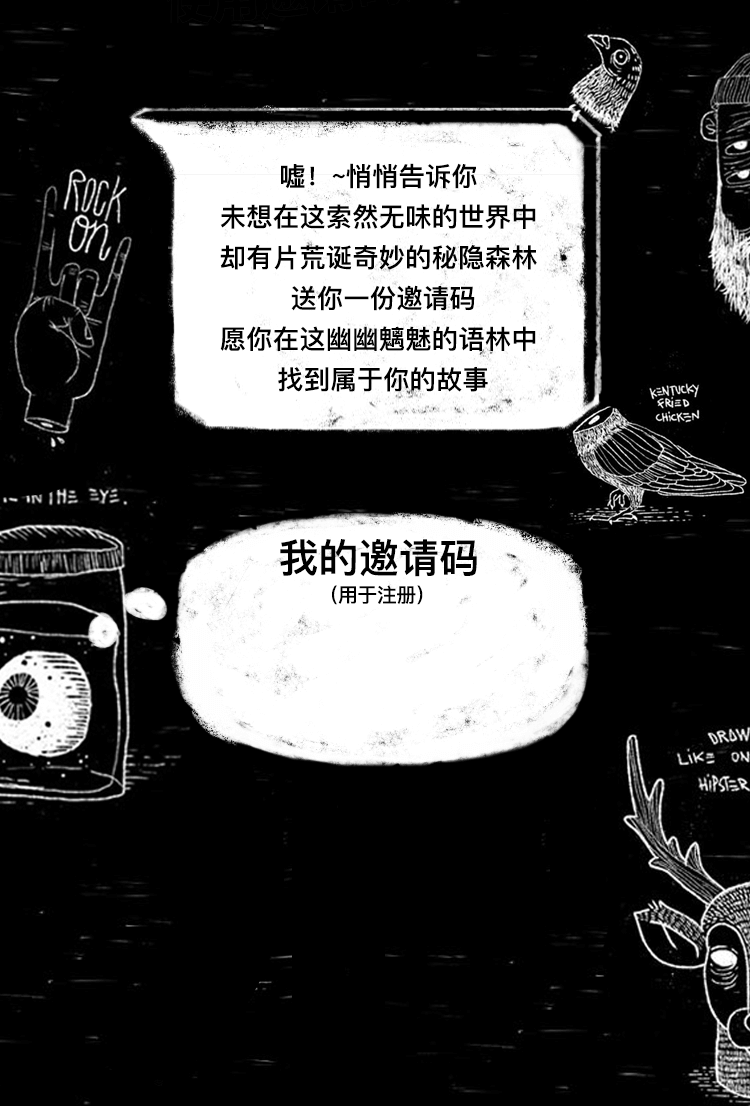 嘘！~悄悄告诉你
未想在这索然无味的世界中
却有片荒诞奇妙的秘隐森林
送你一份邀请码
愿你在这幽幽魑魅的语林中
找到属于你的故事
ROCK
ON
KENTUCKY
FRIED
CHICKEN
IN THE EYE.
我的邀请码
（用于注册）
DRAW
LIKE ON
HIPSTER